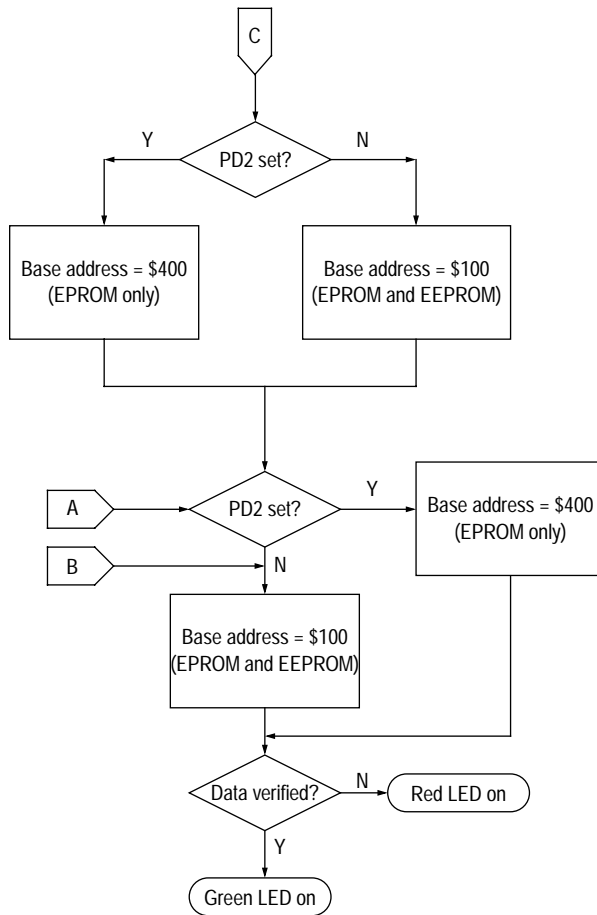 C
Y
N
PD2 set?
Base address = $400
(EPROM only)
Base address = $100
(EPROM and EEPROM)
A
PD2 set?
Y
Base address = $400
(EPROM only)
B
N
Base address = $100
(EPROM and EEPROM)
Data verified?
N
Red LED on
Y
Green LED on